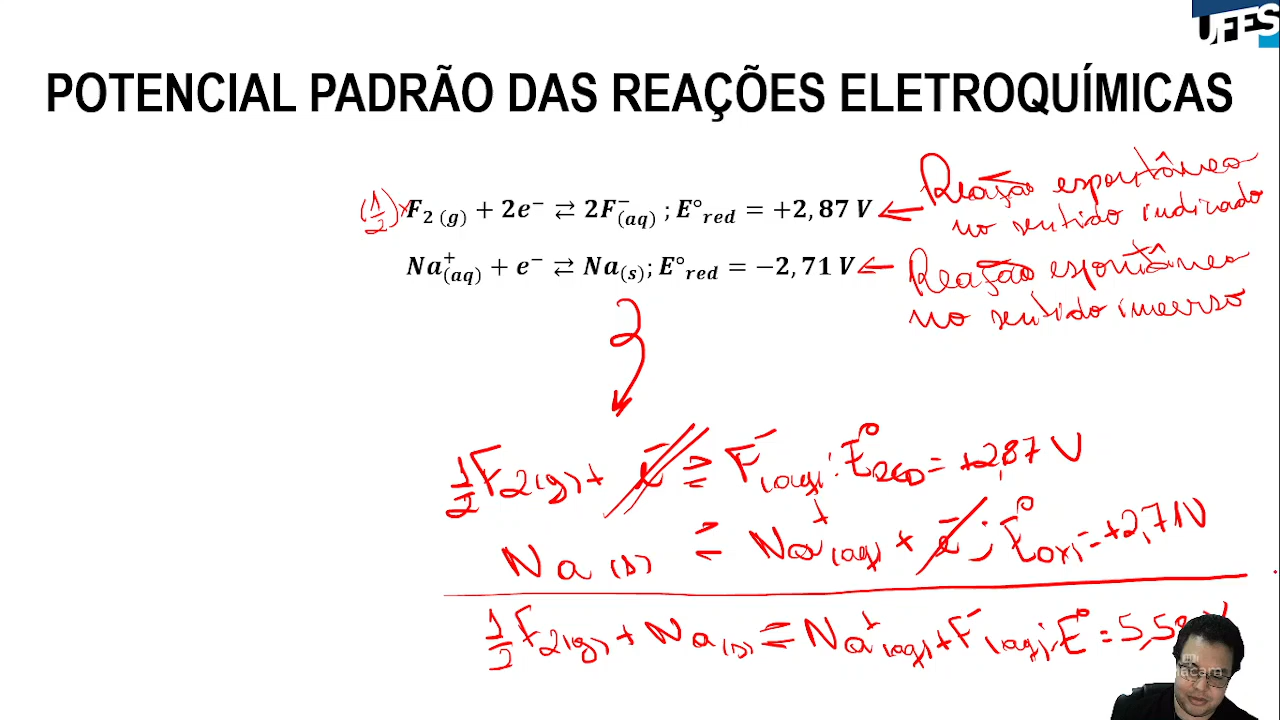 UFES
POTENCIAL PADRÃO DAS REAÇÕES ELETROQUÍMICAS
(1/2)× F₂ (g) + 2e⁻ ⇄ 2F⁻(aq) ; E°red = +2,87 V ← Reação espontânea
no sentido indicado
Na⁺(aq) + e⁻ ⇄ Na(s); E°red = −2,71 V ← Reação espontânea
no sentido inverso
1/2 F₂(g) + e⁻ ⇌ F⁻(aq); E°RED = +2,87 V
Na(s) ⇌ Na⁺(aq) + e⁻; E°oxi = +2,71V
1/2 F₂(g) + Na(s) ⇌ Na⁺(aq) + F⁻(aq); E° = 5,5